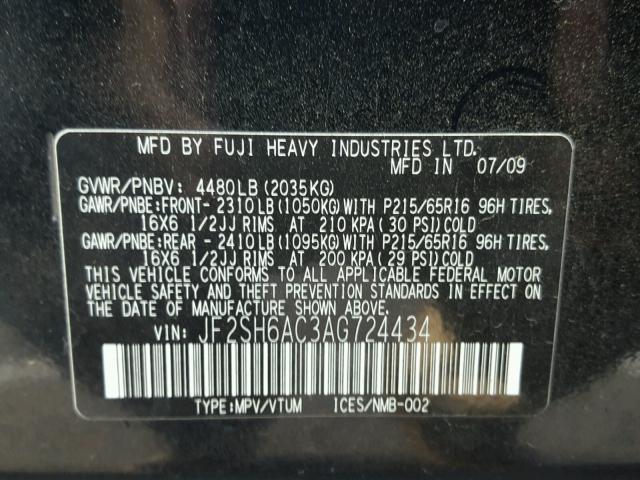 MFD BY FUJI HEAVY INDUSTRIES LTD.
MFD IN 07/09
GVWR/PNBV: 4480LB(2035KG)
GAWR/PNBE:FRONT- 2310LB(1050KG)WITH P215/65R16 96H TIRES,
16X6 1/2JJ RIMS AT 210 KPA(30 PSI)COLD
GAWR/PNBE:REAR - 2410LB(1095KG)WITH P215/65R16 96H TIRES,
16X6 1/2JJ RIMS AT 200 KPA(29 PSI)COLD
THIS VEHICLE CONFORMS TO ALL APPLICABLE FEDERAL MOTOR
VEHICLE SAFETY AND THEFT PREVENTION STANDARDS IN EFFECT
ON THE DATE OF MANUFACTURE SHOWN ABOVE.
VIN: JF2SH6AC3AG724434
TYPE:MPV/VTUM ICES/NMB-002